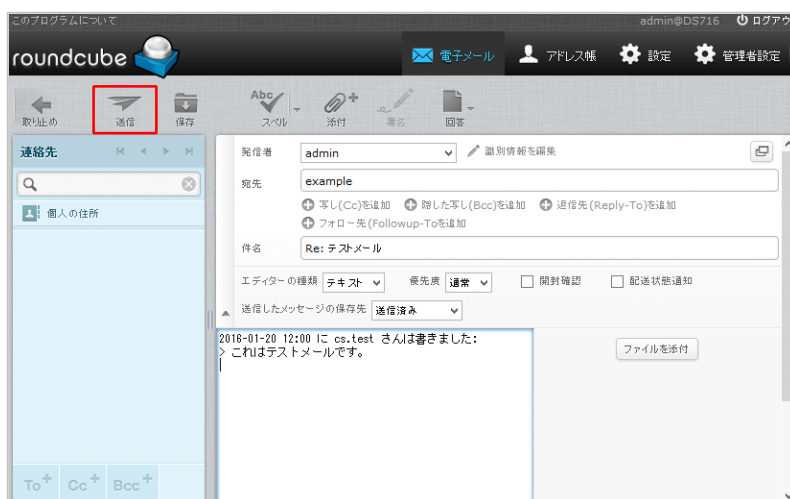 このプログラムについて admin@DS716 ログアウ
roundcube 電子メール アドレス帳 設定 管理者設定
取り止め 送信 保存 Abc スペル 添付 署名 回答
連絡先
個人の住所
発信者 admin 識別情報を編集
宛先 example
写し(Cc)を追加 隠した写し(Bcc)を追加 返信先(Reply-To)を追加
フォロー先(Followup-Toを追加
件名 Re: テストメール
エディターの種類 テキスト 優先度 通常 開封確認 配送状態通知
送信したメッセージの保存先 送信済み
2016-01-20 12:00 に cs.test さんは書きました:
> これはテストメールです。
ファイルを添付
To+ Cc+ Bcc+